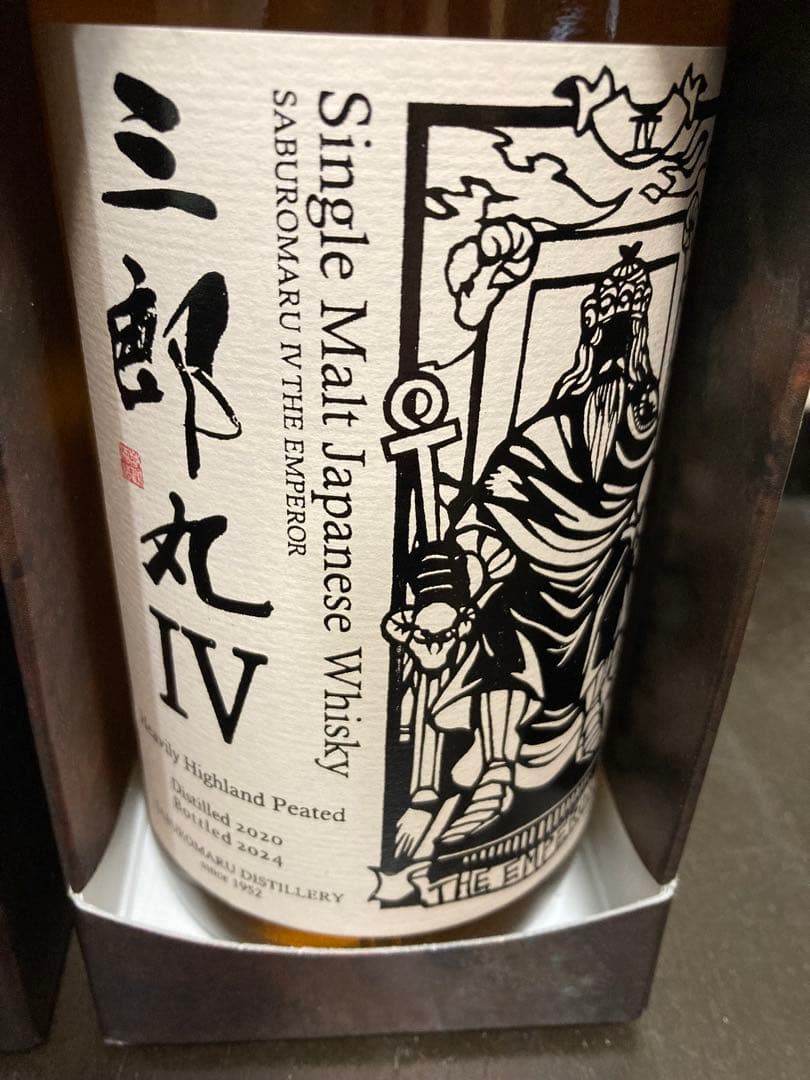 三郎丸
IV
Single Malt Japanese Whisky
SABUROMARU IV THE EMPEROR
Heavily Highland Peated
Distilled 2020
Bottled 2024
SABUROMARU DISTILLERY
since 1952
IV
THE EMPEROR